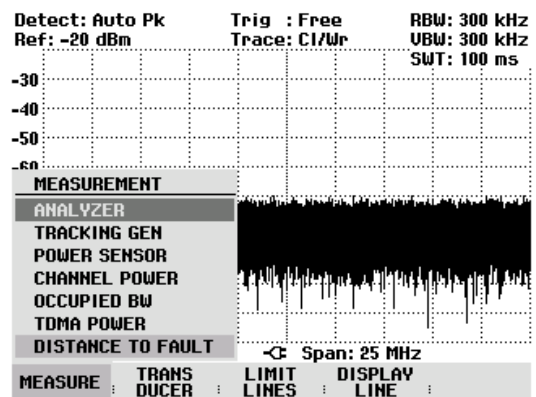 Detect: Auto Pk Trig : Free RBW: 300 kHz
Ref: -20 dBm Trace: Cl/Wr VBW: 300 kHz
SWT: 100 ms
-30
-40
-50
-60
MEASUREMENT
ANALYZER
TRACKING GEN
POWER SENSOR
CHANNEL POWER
OCCUPIED BW
TDMA POWER
DISTANCE TO FAULT
Span: 25 MHz
MEASURE TRANS LIMIT DISPLAY
DUCER LINES LINE